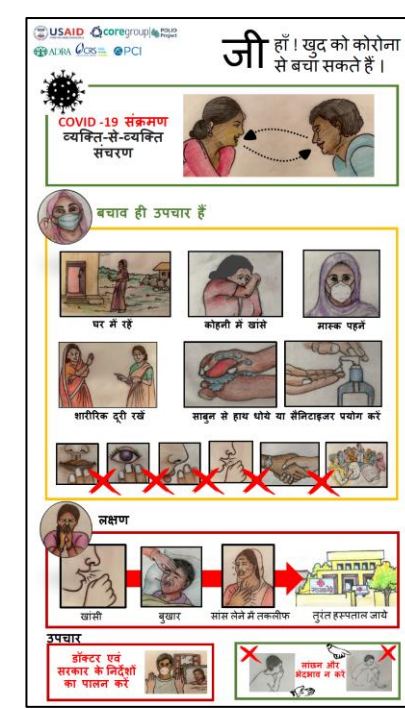 USAID coregroup POLIO Project
ADRA CRS PCI
जी हाँ ! खुद को कोरोना
से बचा सकते हैं ।
COVID -19 संक्रमण
व्यक्ति-से-व्यक्ति
संचरण
बचाव ही उपचार हैं
घर में रहें
कोहनी में खांसे
मास्क पहनें
शारीरिक दूरी रखें
साबुन से हाथ धोये या सैनिटाइजर प्रयोग करें
लक्षण
खांसी
बुखार
सांस लेने में तकलीफ
तुरंत हस्पताल जाये
उपचार
डॉक्टर एवं
सरकार के निर्देशों
का पालन करें
लांछन और
भेदभाव न करे